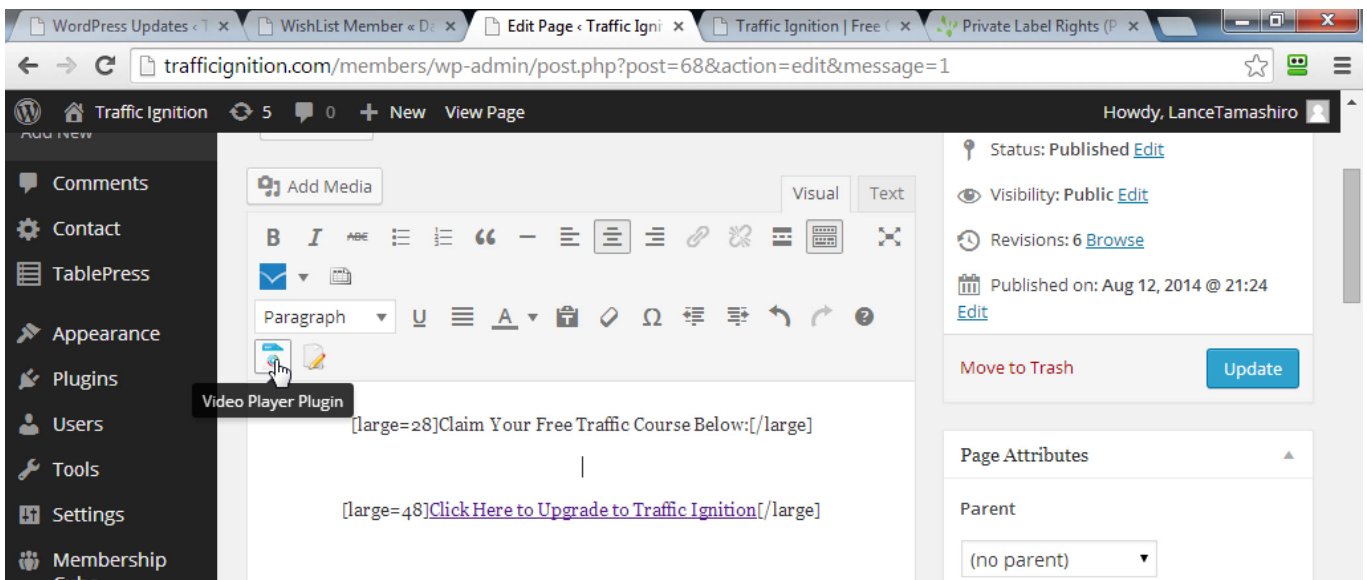 WordPress Updates ‹ T
WishList Member « Da
Edit Page ‹ Traffic Igni
Traffic Ignition | Free
Private Label Rights (P
trafficignition.com/members/wp-admin/post.php?post=68&action=edit&message=1
Traffic Ignition 5 0 + New View Page Howdy, LanceTamashiro
Add New
Comments
Contact
TablePress
Appearance
Plugins
Users
Tools
Settings
Membership
Add Media
Visual Text
B I ABC
Paragraph U A T Ω ?
Video Player Plugin
[large=28]Claim Your Free Traffic Course Below:[/large]
[large=48]Click Here to Upgrade to Traffic Ignition[/large]
Status: Published Edit
Visibility: Public Edit
Revisions: 6 Browse
Published on: Aug 12, 2014 @ 21:24
Edit
Move to Trash Update
Page Attributes
Parent
(no parent)